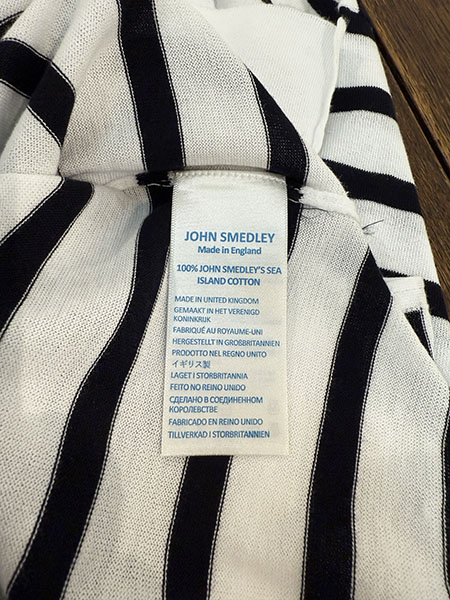 JOHN SMEDLEY
Made in England
100% JOHN SMEDLEY'S SEA
ISLAND COTTON
MADE IN UNITED KINGDOM
GEMAAKT IN HET VERENIGD
KONINKRIJK
FABRIQUÉ AU ROYAUME-UNI
HERGESTELLT IN GROßBRITANNIEN
PRODOTTO NEL REGNO UNITO
イギリス製
LAGET I STORBRITANNIA
FEITO NO REINO UNIDO
СДЕЛАНО В СОЕДИНЕННОМ
КОРОЛЕВСТВЕ
FABRICADO EN REINO UNIDO
TILLVERKAD I STORBRITANNIEN